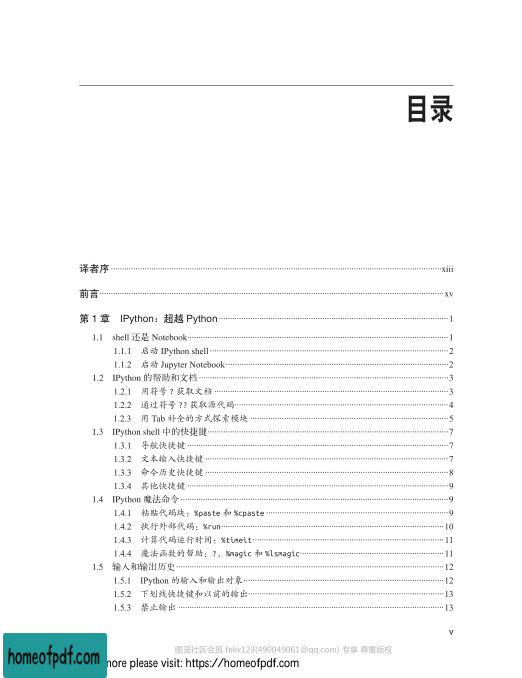 目录
译者序 xiii
前言 xv
第 1 章 IPython：超越 Python 1
1.1 shell 还是 Notebook 1
1.1.1 启动 IPython shell 2
1.1.2 启动 Jupyter Notebook 2
1.2 IPython 的帮助和文档 3
1.2.1 用符号 ? 获取文档 3
1.2.2 通过符号 ?? 获取源代码 4
1.2.3 用 Tab 补全的方式探索模块 5
1.3 IPython shell 中的快捷键 7
1.3.1 导航快捷键 7
1.3.2 文本输入快捷键 7
1.3.3 命令历史快捷键 8
1.3.4 其他快捷键 9
1.4 IPython 魔法命令 9
1.4.1 粘贴代码块：%paste 和 %cpaste 9
1.4.2 执行外部代码：%run 10
1.4.3 计算代码运行时间：%timeit 11
1.4.4 魔法函数的帮助：?、%magic 和 %lsmagic 11
1.5 输入和输出历史 12
1.5.1 IPython 的输入和输出对象 12
1.5.2 下划线快捷键和以前的输出 13
1.5.3 禁止输出 13
v
图灵社区会员 felix123(490049061@qq.com) 专享 尊重版权
homeofpdf.com
more please visit: https://homeofpdf.com